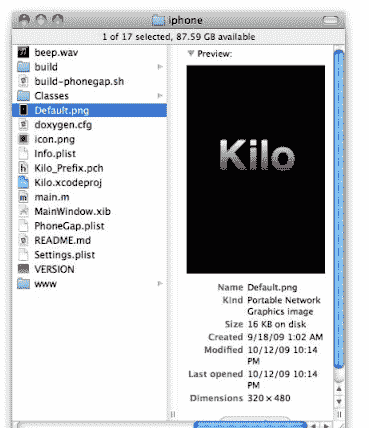 iphone
1 of 17 selected, 87.59 GB available
beep.wav
build
build-phonegap.sh
Classes
Default.png
doxygen.cfg
icon.png
Info.plist
Kilo_Prefix.pch
Kilo.xcodeproj
main.m
MainWindow.xib
PhoneGap.plist
README.md
Settings.plist
VERSION
www
Preview:
Kilo
Name Default.png
Kind Portable Network
Graphics image
Size 16 KB on disk
Created 9/18/09 1:02 AM
Modified 10/12/09 10:14
PM
Last opened 10/12/09 10:14
PM
Dimensions 320 × 480